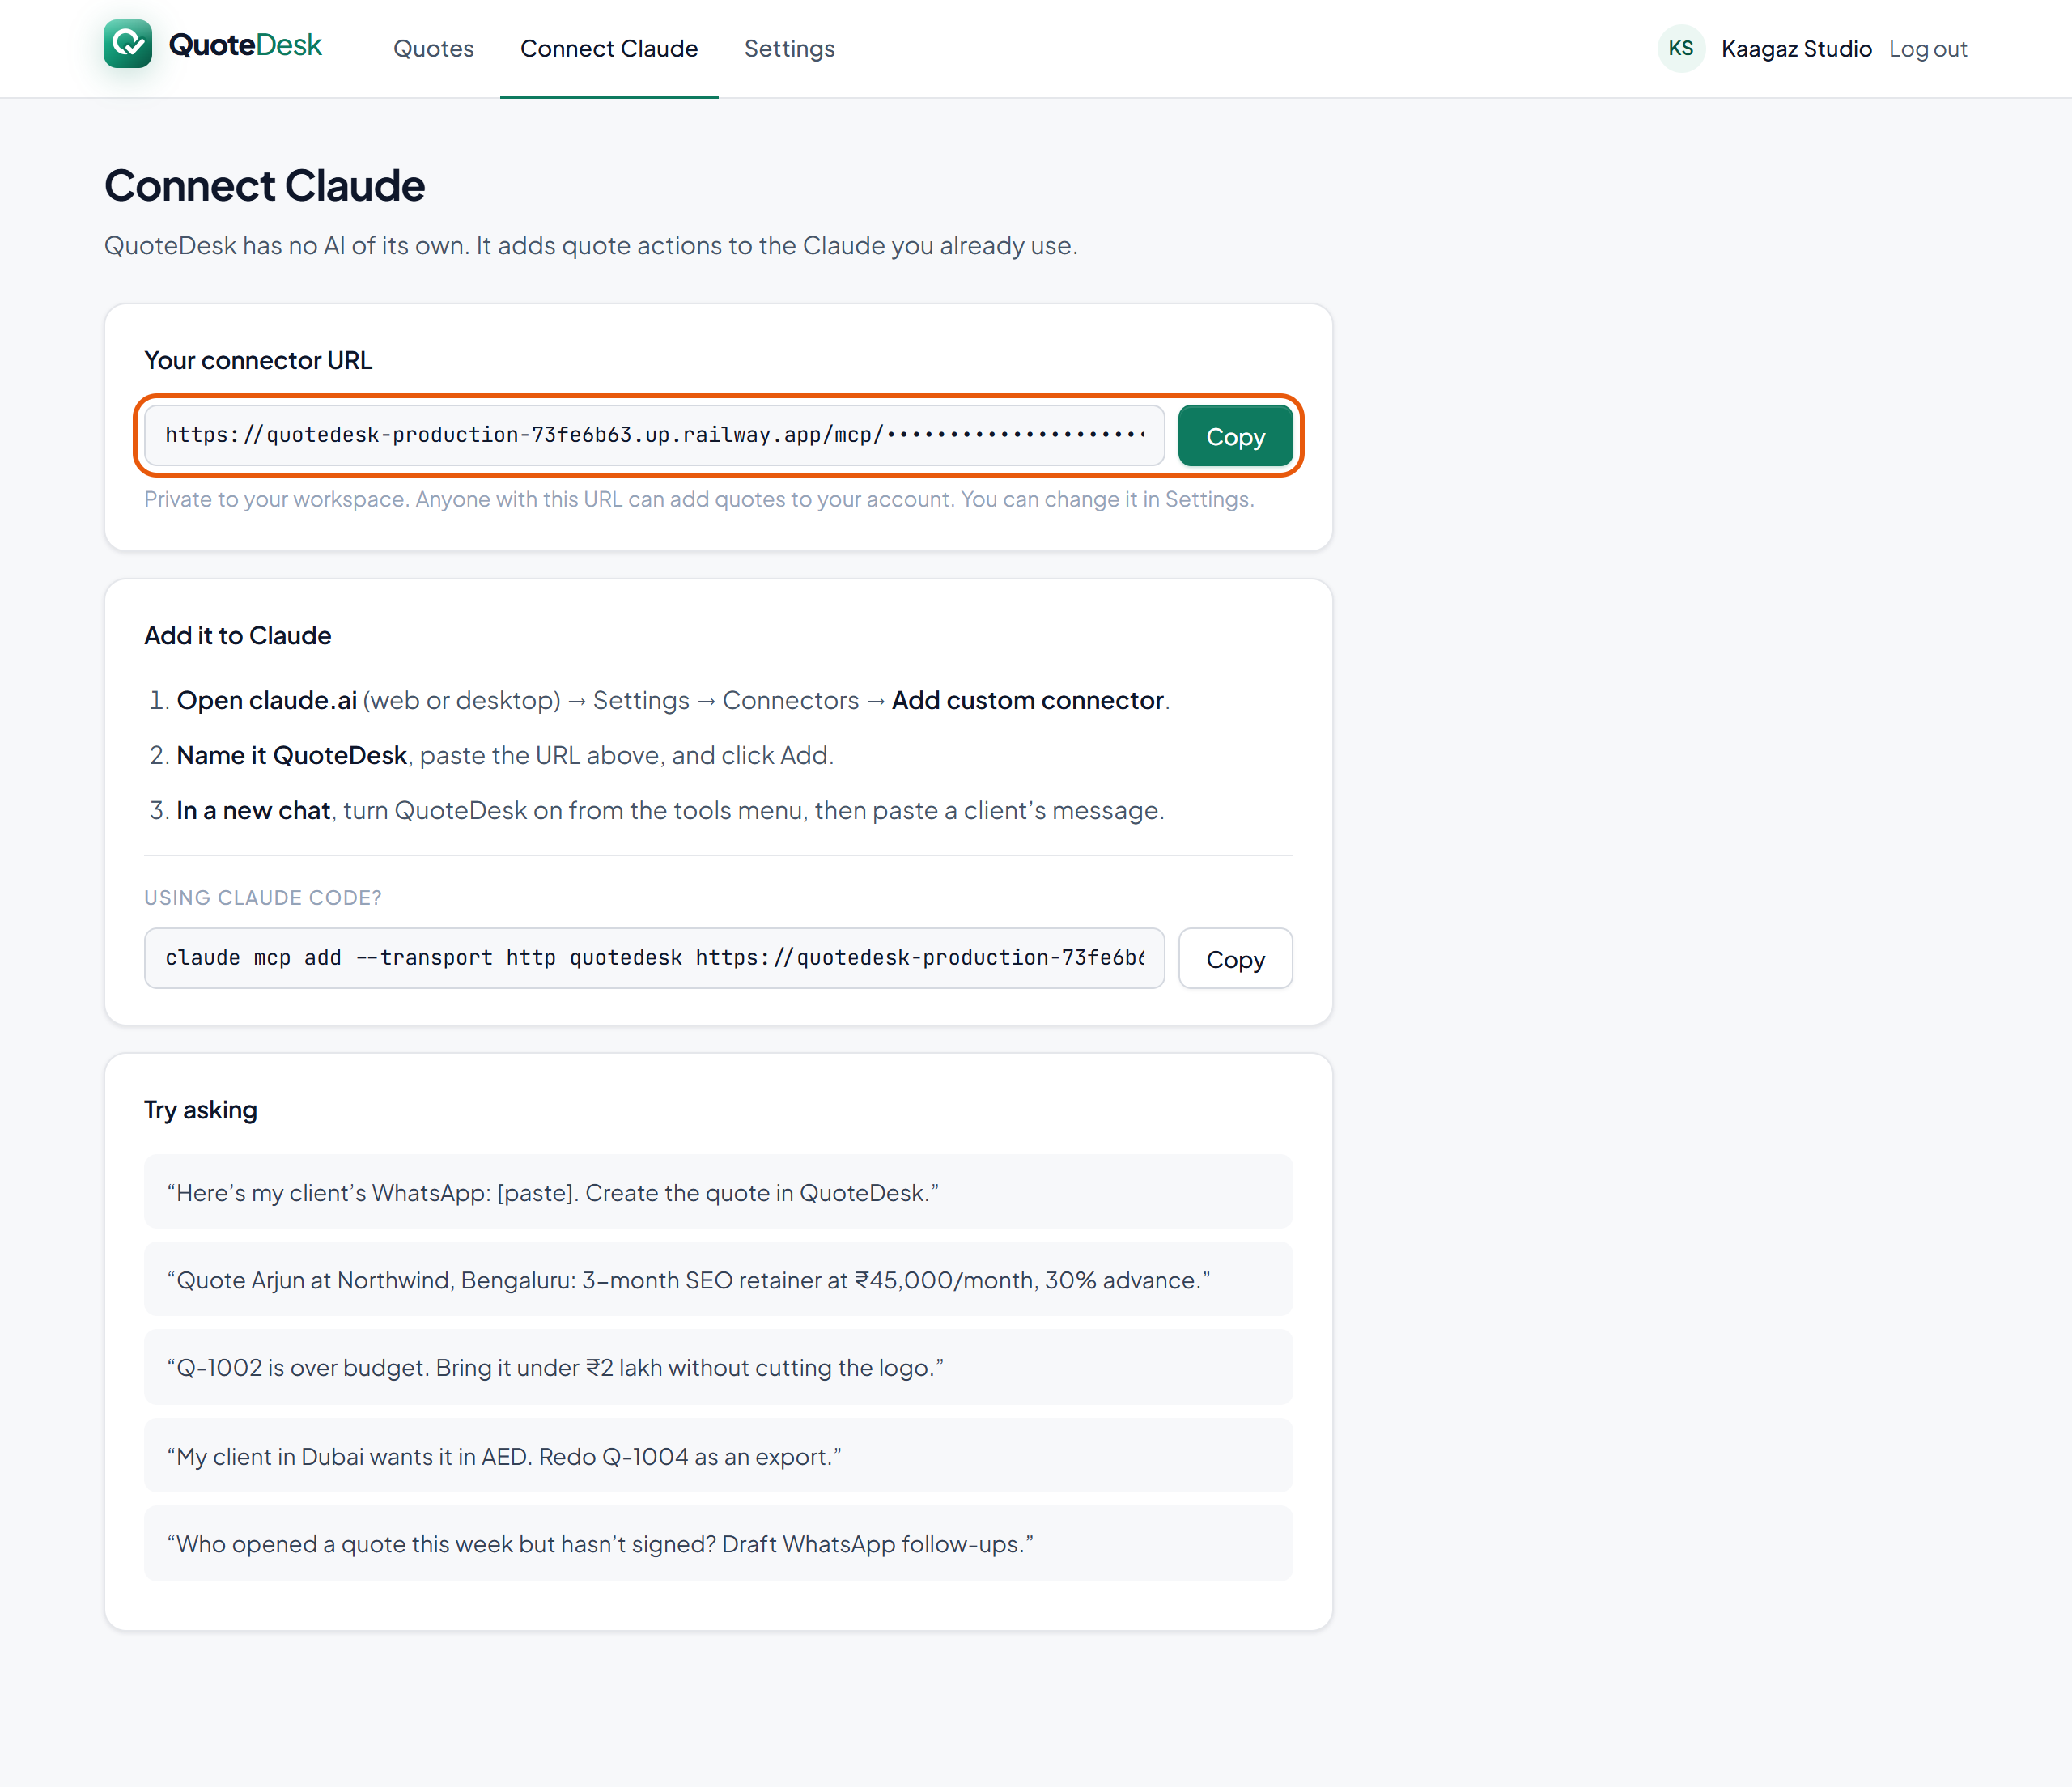 QuoteDesk
Quotes
Connect Claude
Settings
KS
Kaagaz Studio
Log out
Connect Claude
QuoteDesk has no AI of its own. It adds quote actions to the Claude you already use.
Your connector URL
https://quotedesk-production-73fe6b63.up.railway.app/mcp/•••••••••••••••••••••
Copy
Private to your workspace. Anyone with this URL can add quotes to your account. You can change it in Settings.
Add it to Claude
1. Open claude.ai (web or desktop) → Settings → Connectors → Add custom connector.
2. Name it QuoteDesk, paste the URL above, and click Add.
3. In a new chat, turn QuoteDesk on from the tools menu, then paste a client’s message.
USING CLAUDE CODE?
claude mcp add --transport http quotedesk https://quotedesk-production-73fe6b6
Copy
Try asking
“Here’s my client’s WhatsApp: [paste]. Create the quote in QuoteDesk.”
“Quote Arjun at Northwind, Bengaluru: 3-month SEO retainer at ₹45,000/month, 30% advance.”
“Q-1002 is over budget. Bring it under ₹2 lakh without cutting the logo.”
“My client in Dubai wants it in AED. Redo Q-1004 as an export.”
“Who opened a quote this week but hasn’t signed? Draft WhatsApp follow-ups.”